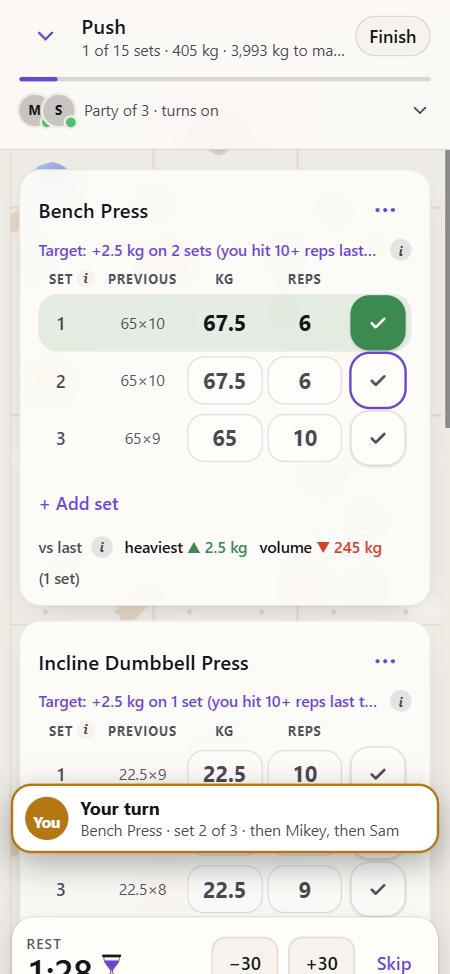 Push
1 of 15 sets · 405 kg · 3,993 kg to ma...
Finish
M S Party of 3 · turns on
Bench Press
Target: +2.5 kg on 2 sets (you hit 10+ reps last... i
SET i PREVIOUS KG REPS
1 65×10 67.5 6
2 65×10 67.5 6
3 65×9 65 10
+ Add set
vs last i heaviest ▲ 2.5 kg volume ▼ 245 kg
(1 set)
Incline Dumbbell Press
Target: +2.5 kg on 1 set (you hit 10+ reps last t... i
SET i PREVIOUS KG REPS
1 22.5×9 22.5 10
You Your turn
Bench Press · set 2 of 3 · then Mikey, then Sam
3 22.5×8 22.5 9
REST
1:28 −30 +30 Skip